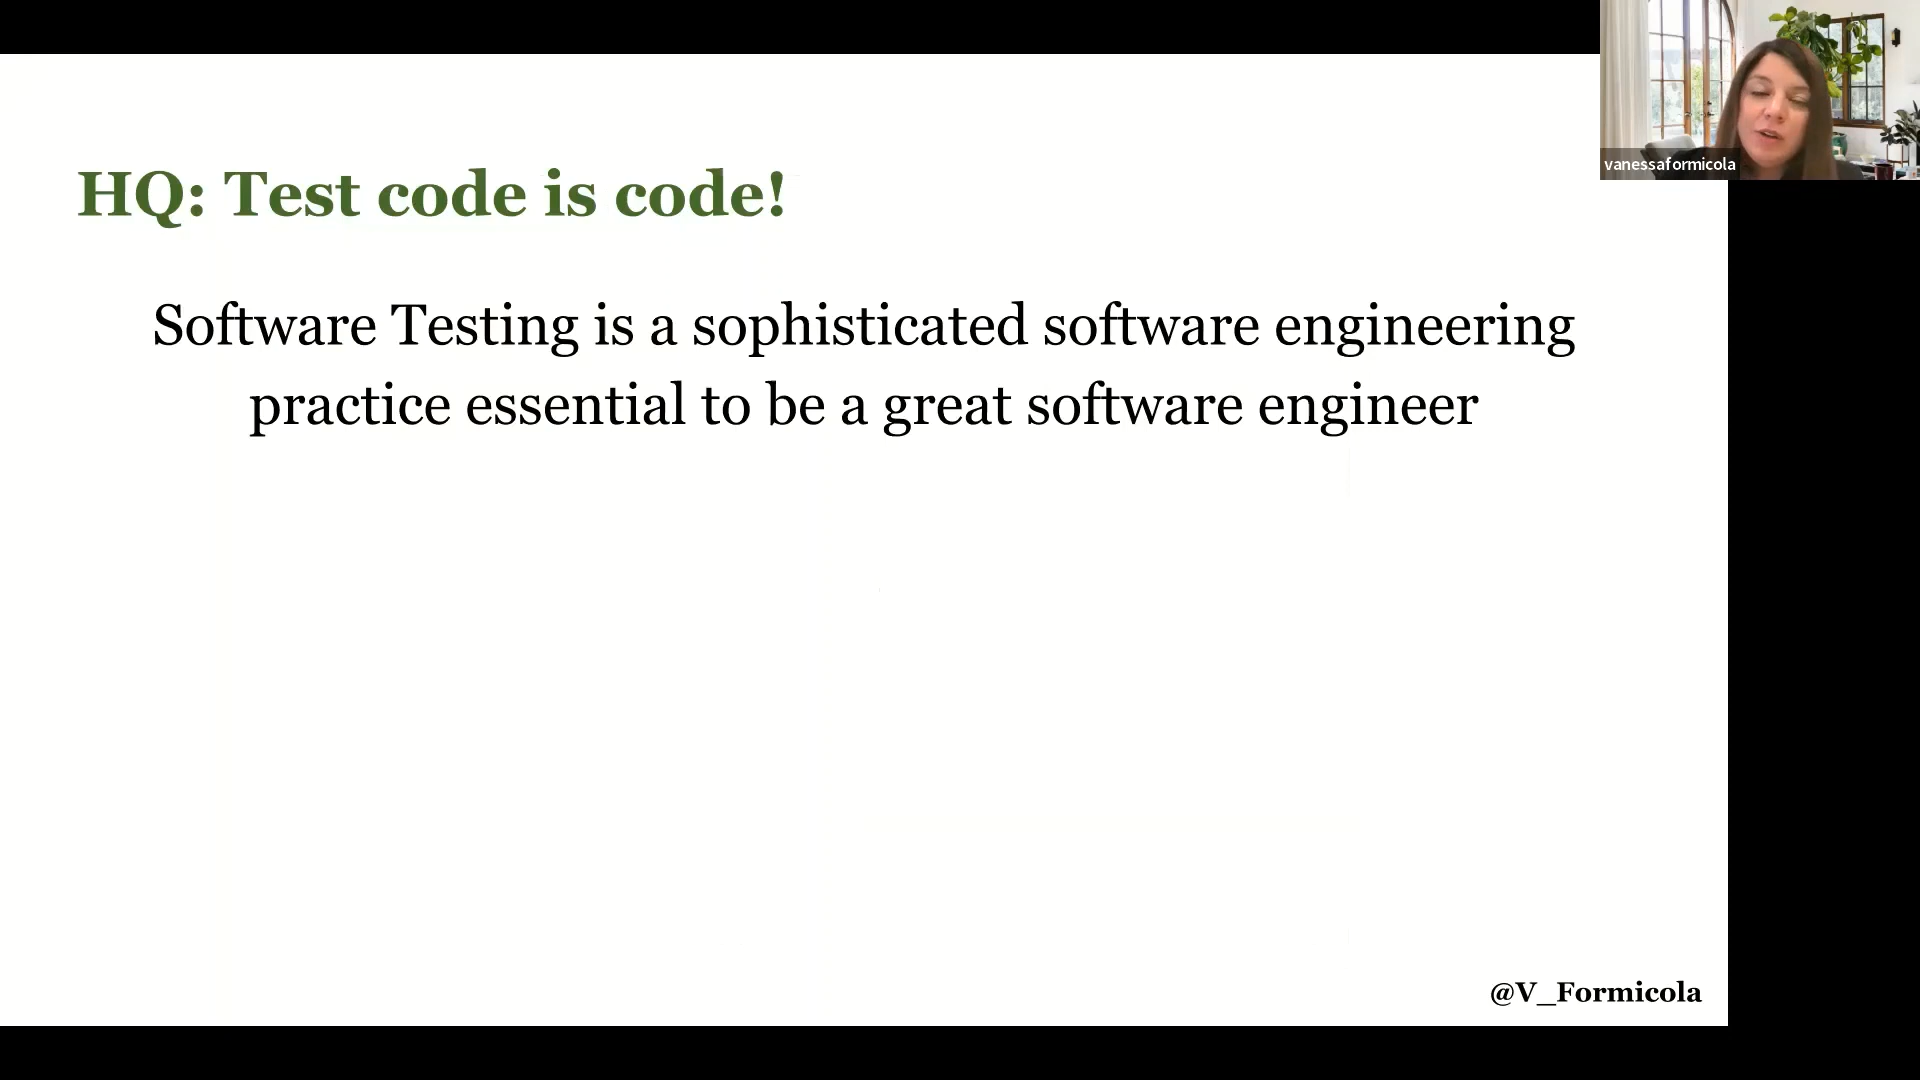 vanessaformicola
HQ: Test code is code!
Software Testing is a sophisticated software engineering
practice essential to be a great software engineer
@V_Formicola